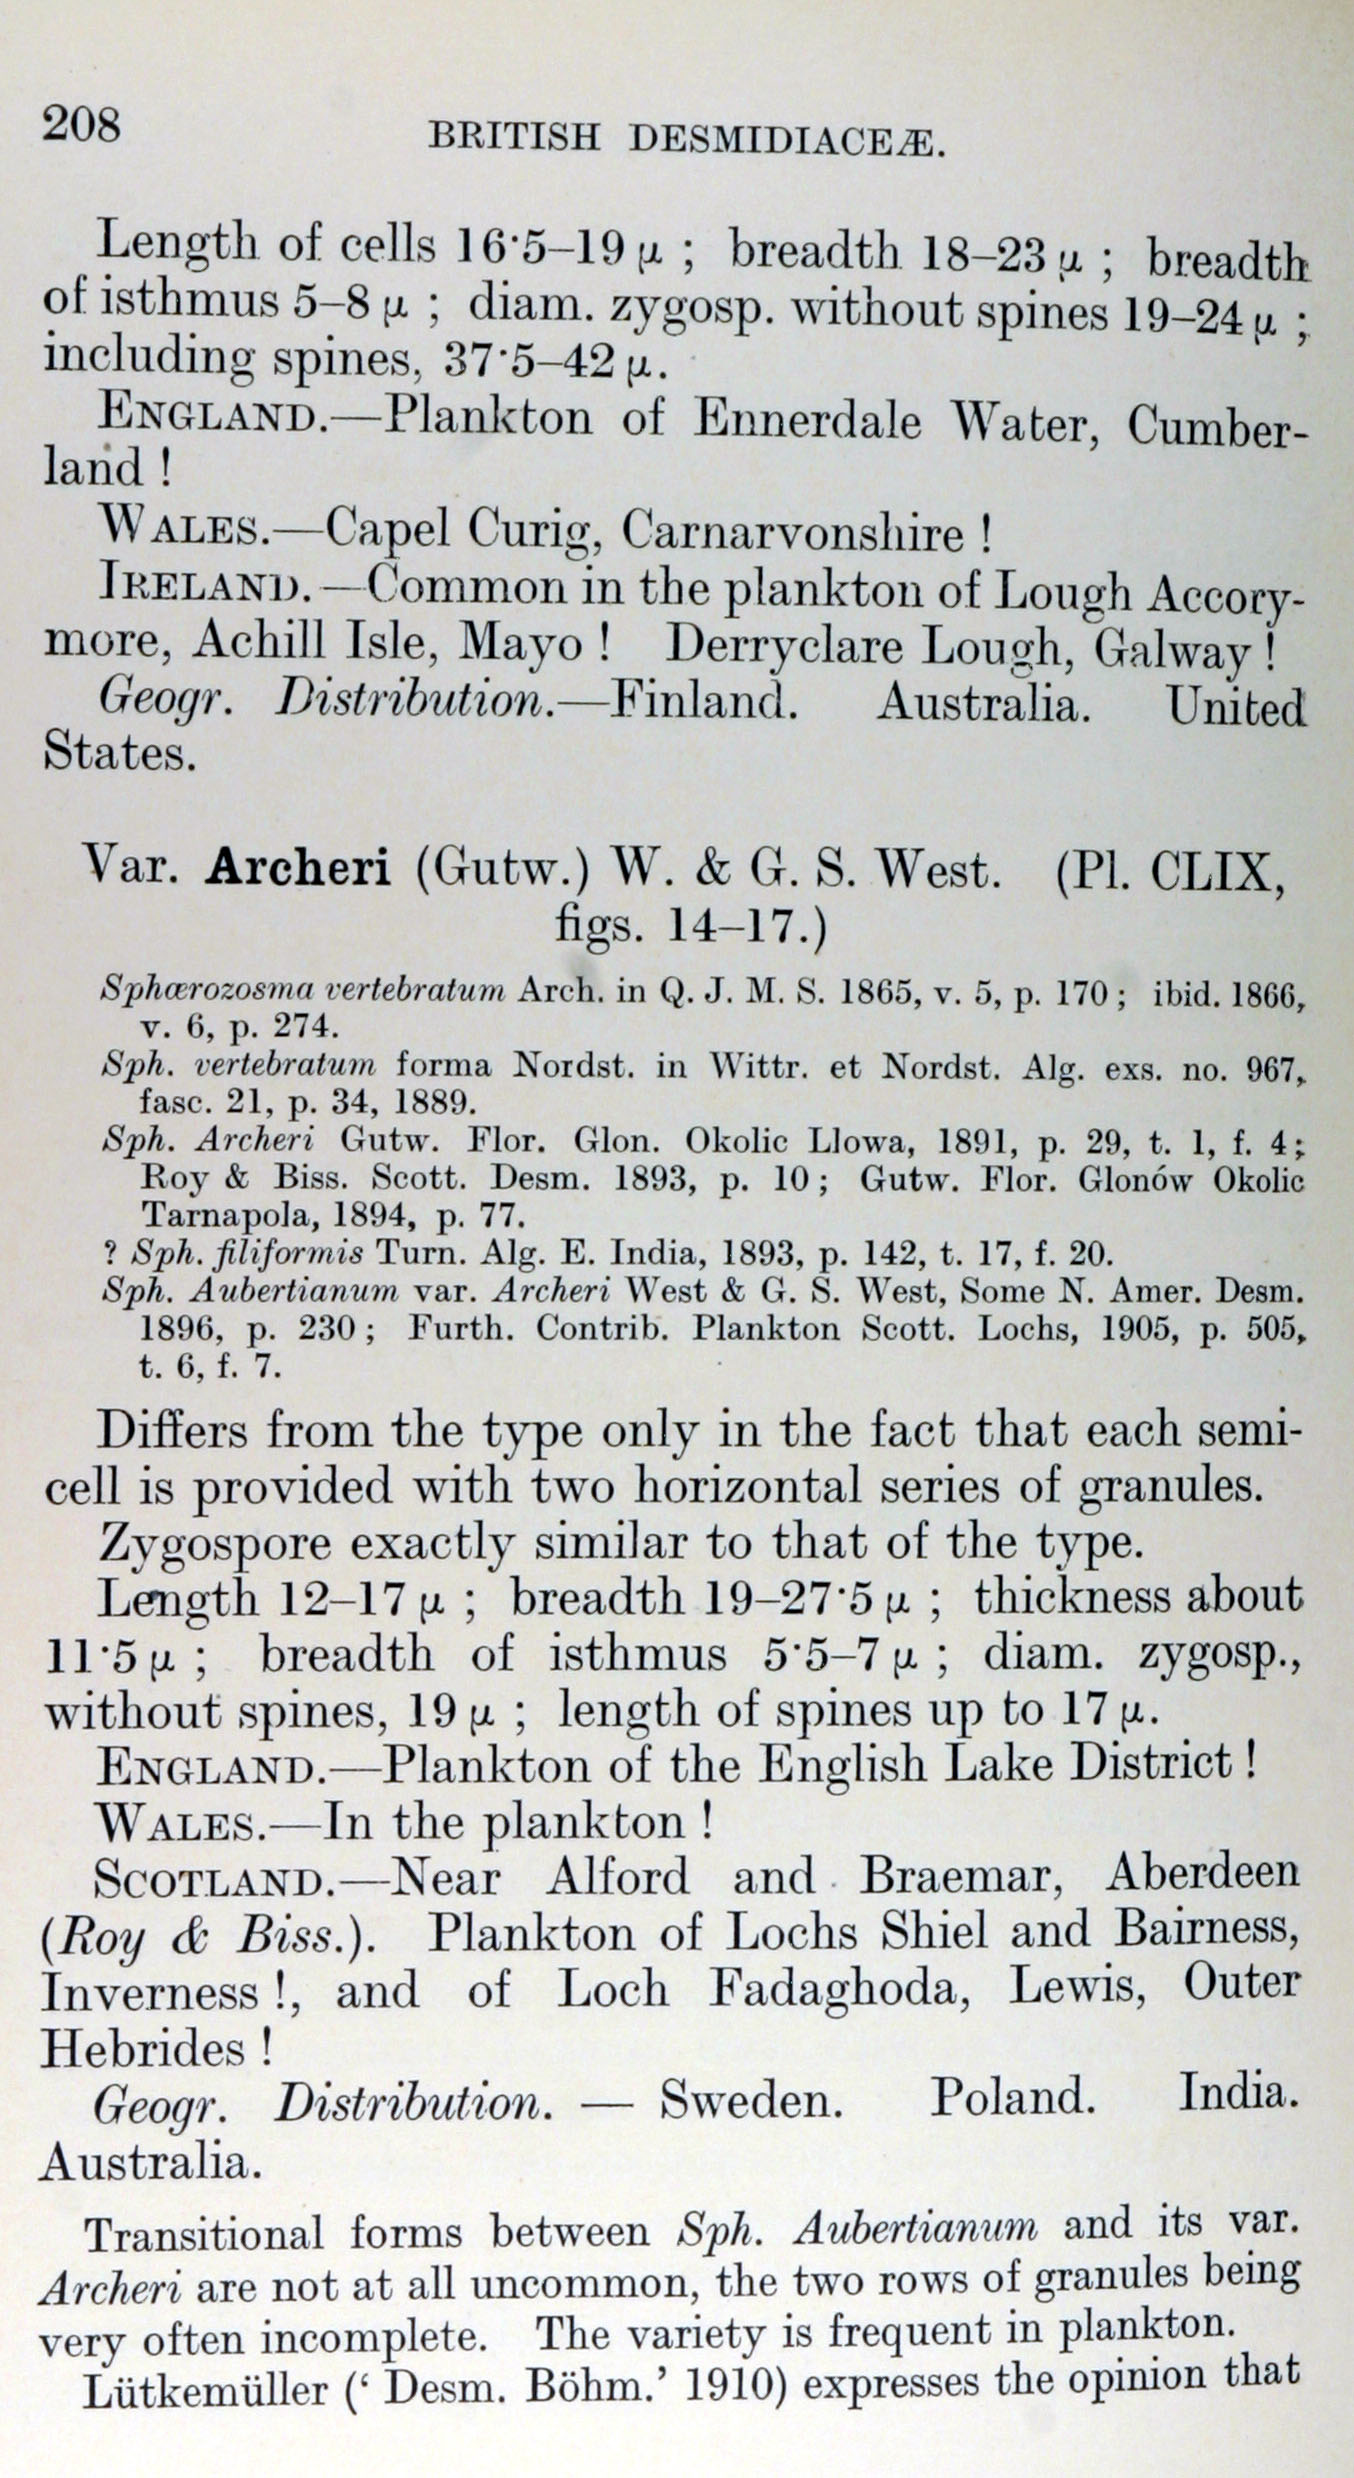 208
BRITISH DESMIDIACEÆ.
Length of cells 16·5–19 µ ; breadth 18–23 µ ; breadth
of isthmus 5–8 µ ; diam. zygosp. without spines 19–24 µ ;
including spines, 37·5–42 µ.
ENGLAND.—Plankton of Ennerdale Water, Cumber-
land !
WALES.—Capel Curig, Carnarvonshire !
IRELAND.—Common in the plankton of Lough Accory-
more, Achill Isle, Mayo ! Derryclare Lough, Galway !
Geogr. Distribution.—Finland. Australia. United
States.
Var. Archeri (Gutw.) W. & G. S. West. (Pl. CLIX,
figs. 14–17.)
Sphærozosma vertebratum Arch. in Q. J. M. S. 1865, v. 5, p. 170 ; ibid. 1866,
v. 6, p. 274.
Sph. vertebratum forma Nordst. in Wittr. et Nordst. Alg. exs. no. 967,
fasc. 21, p. 34, 1889.
Sph. Archeri Gutw. Flor. Glon. Okolic Llowa, 1891, p. 29, t. 1, f. 4 ;
Roy & Biss. Scott. Desm. 1893, p. 10 ; Gutw. Flor. Glonów Okolic
Tarnapola, 1894, p. 77.
? Sph. filiformis Turn. Alg. E. India, 1893, p. 142, t. 17, f. 20.
Sph. Aubertianum var. Archeri West & G. S. West, Some N. Amer. Desm.
1896, p. 230 ; Furth. Contrib. Plankton Scott. Lochs, 1905, p. 505,
t. 6, f. 7.
Differs from the type only in the fact that each semi-
cell is provided with two horizontal series of granules.
Zygospore exactly similar to that of the type.
Length 12–17 µ ; breadth 19–27·5 µ ; thickness about
11·5 µ ; breadth of isthmus 5·5–7 µ ; diam. zygosp.,
without spines, 19 µ ; length of spines up to 17 µ.
ENGLAND.—Plankton of the English Lake District !
WALES.—In the plankton !
SCOTLAND.—Near Alford and Braemar, Aberdeen
(Roy & Biss.). Plankton of Lochs Shiel and Bairness,
Inverness !, and of Loch Fadaghoda, Lewis, Outer
Hebrides !
Geogr. Distribution. — Sweden. Poland. India.
Australia.
Transitional forms between Sph. Aubertianum and its var.
Archeri are not at all uncommon, the two rows of granules being
very often incomplete. The variety is frequent in plankton.
Lütkemüller (‘ Desm. Böhm.’ 1910) expresses the opinion that